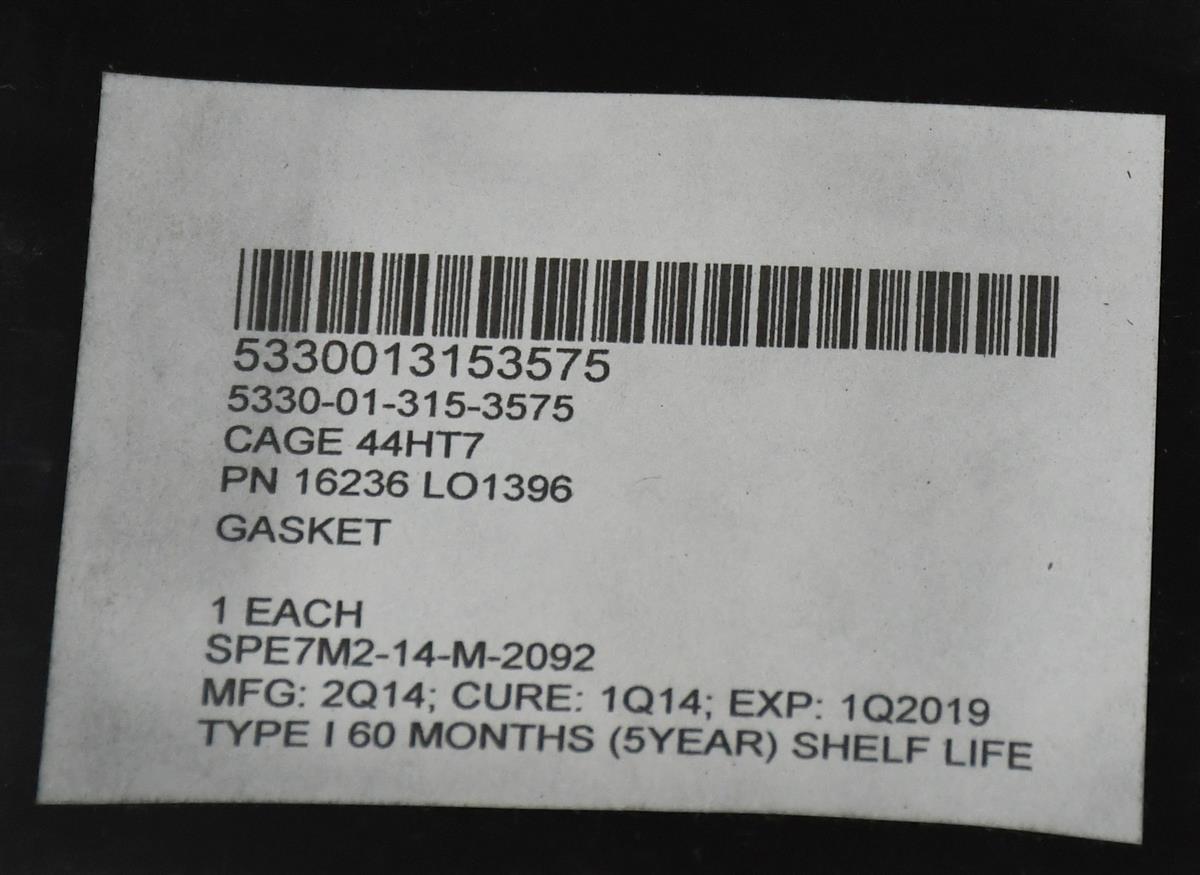 5330013153575
5330-01-315-3575
CAGE 44HT7
PN 16236 LO1396
GASKET
1 EACH
SPE7M2-14-M-2092
MFG: 2Q14; CURE: 1Q14; EXP: 1Q2019
TYPE I 60 MONTHS (5YEAR) SHELF LIFE